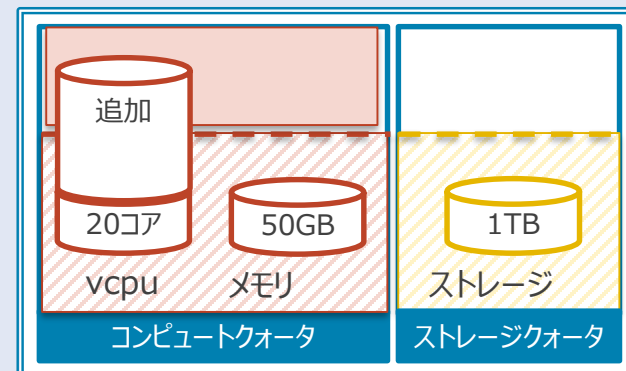 追加
20コア
50GB
1TB
vcpu
メモリ
ストレージ
コンピュートクォータ
ストレージクォータ